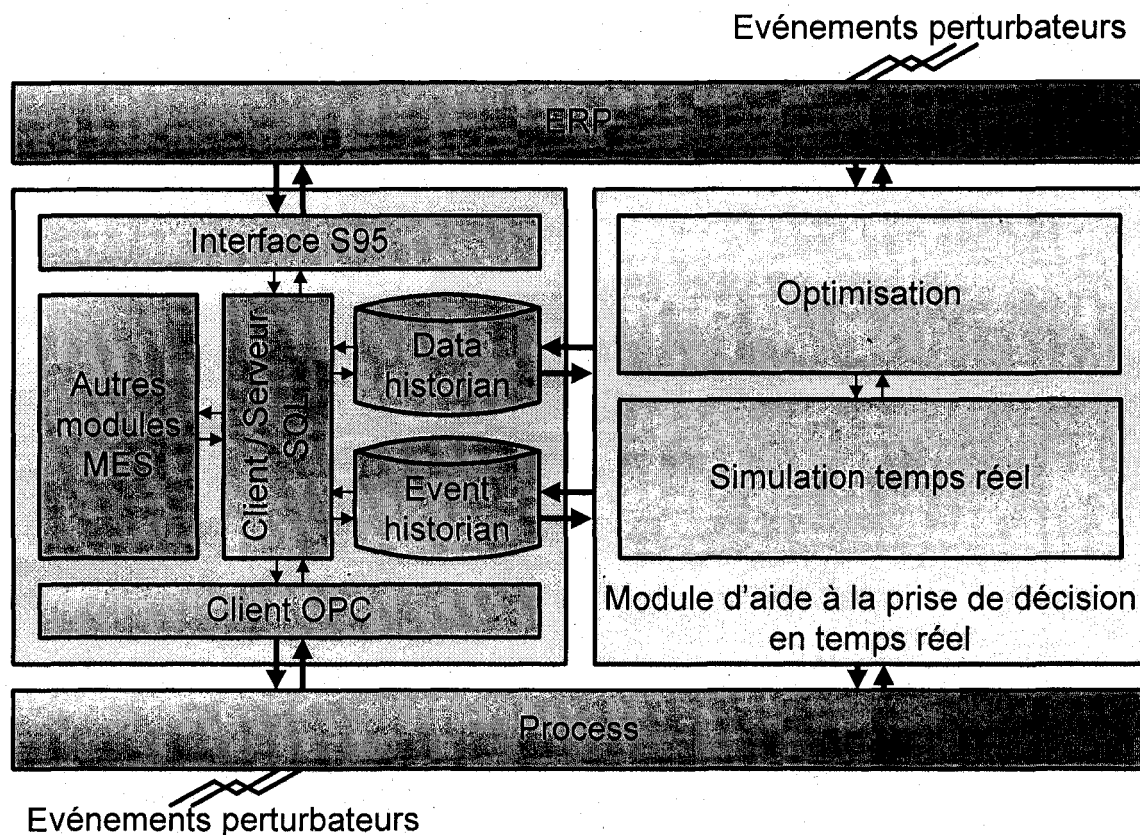 Evénements perturbateurs
ERP
Interface S95
Autres
modules
MES
Client / Serveur
SQL
Data
historian
Event
historian
Client OPC
Optimisation
Simulation temps réel
Module d'aide à la prise de décision
en temps réel
Process
Evénements perturbateurs